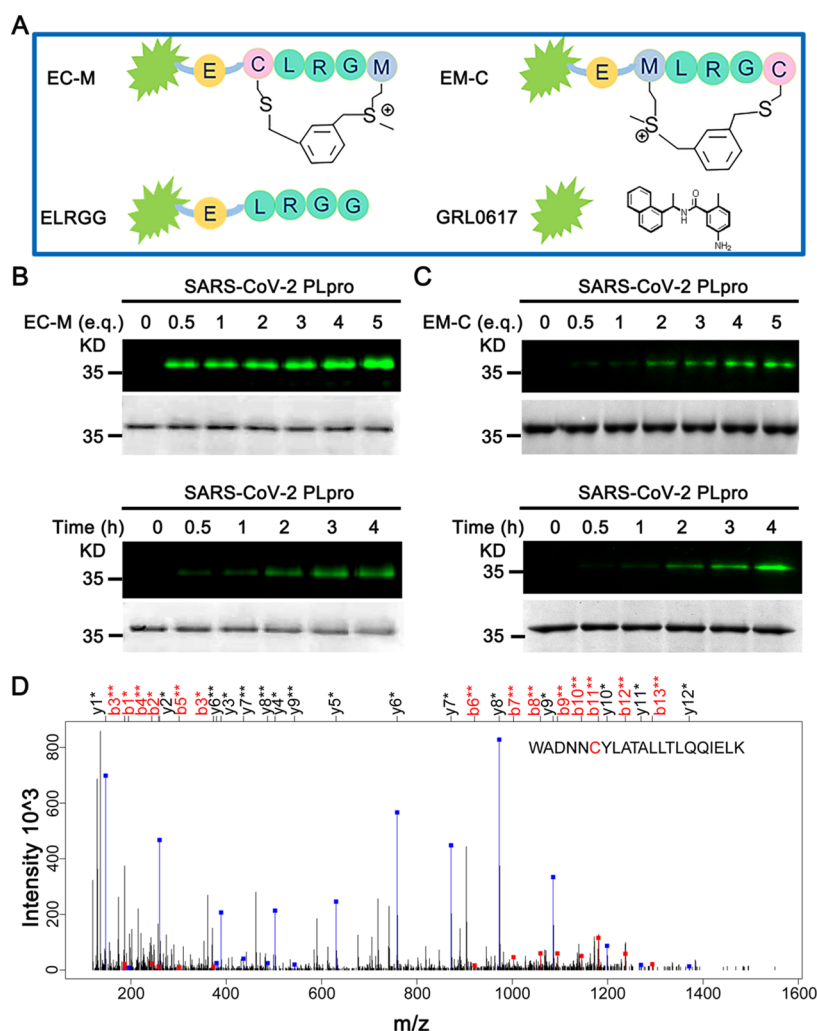 A
EC-M
E
C
L
R
G
M
S
S
⊕
EM-C
E
M
L
R
G
C
S
⊕
S
ELRGG
E
L
R
G
G
GRL0617
O
N
H
NH₂
B
SARS-CoV-2 PLpro
EC-M (e.q.) 0 0.5 1 2 3 4 5
KD
35
35
SARS-CoV-2 PLpro
Time (h) 0 0.5 1 2 3 4
KD
35
35
C
SARS-CoV-2 PLpro
EM-C (e.q.) 0 0.5 1 2 3 4 5
KD
35
35
SARS-CoV-2 PLpro
Time (h) 0 0.5 1 2 3 4
KD
35
35
D
y1* b3** b1* b4** b2* y2* b5** b3* y6** y3* y7** y8** y4* y9** y5* y6* y7* b6** y8* b7** b8** y9* b9** b10** b11** y10* b12** y11* b13** y12*
WADNNCYLATALLTLQQIELK
Intensity 10^3
800
600
400
200
0
200 400 600 800 1000 1200 1400 1600
m/z